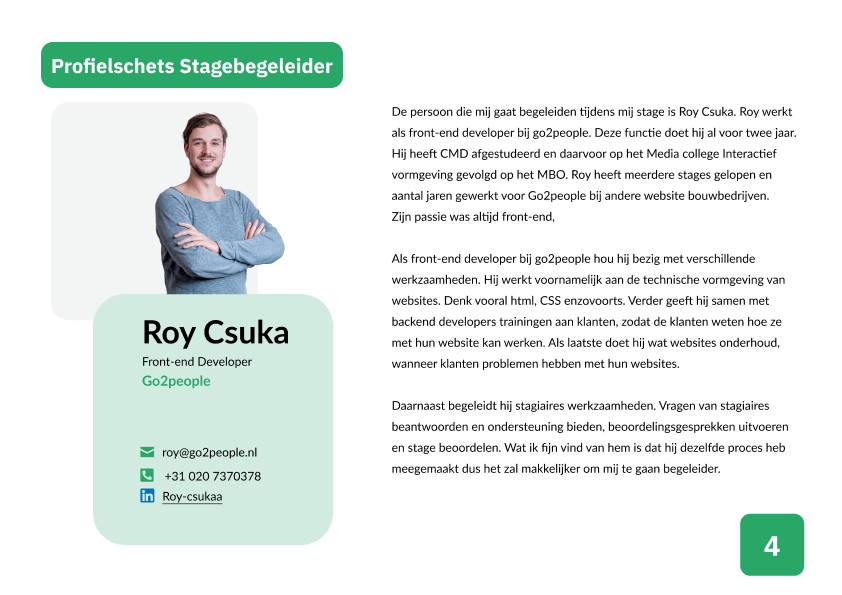 Profielschets Stagebegeleider
De persoon die mij gaat begeleiden tijdens mij stage is Roy Csuka. Roy werkt
als front-end developer bij go2people. Deze functie doet hij al voor twee jaar.
Hij heeft CMD afgestudeerd en daarvoor op het Media college Interactief
vormgeving gevolgd op het MBO. Roy heeft meerdere stages gelopen en
aantal jaren gewerkt voor Go2people bij andere website bouwbedrijven.
Zijn passie was altijd front-end,
Als front-end developer bij go2people hou hij bezig met verschillende
werkzaamheden. Hij werkt voornamelijk aan de technische vormgeving van
websites. Denk vooral html, CSS enzovoorts. Verder geeft hij samen met
backend developers trainingen aan klanten, zodat de klanten weten hoe ze
met hun website kan werken. Als laatste doet hij wat websites onderhoud,
wanneer klanten problemen hebben met hun websites.
Daarnaast begeleidt hij stagiaires werkzaamheden. Vragen van stagiaires
beantwoorden en ondersteuning bieden, beoordelingsgesprekken uitvoeren
en stage beoordelen. Wat ik fijn vind van hem is dat hij dezelfde proces heb
meegemaakt dus het zal makkelijker om mij te gaan begeleider.
Roy Csuka
Front-end Developer
Go2people
roy@go2people.nl
+31 020 7370378
Roy-csukaa
4